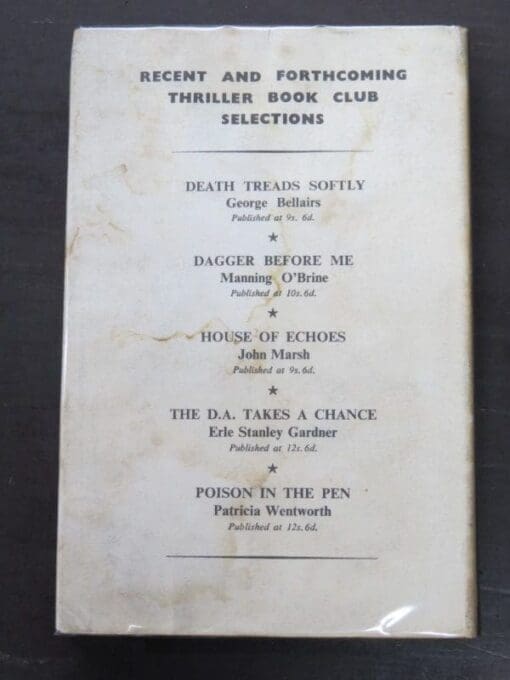 RECENT AND FORTHCOMING
THRILLER BOOK CLUB
SELECTIONS
DEATH TREADS SOFTLY
George Bellairs
Published at 9s. 6d.
★
DAGGER BEFORE ME
Manning O'Brine
Published at 10s. 6d.
★
HOUSE OF ECHOES
John Marsh
Published at 9s. 6d.
★
THE D.A. TAKES A CHANCE
Erle Stanley Gardner
Published at 12s. 6d.
★
POISON IN THE PEN
Patricia Wentworth
Published at 12s. 6d.